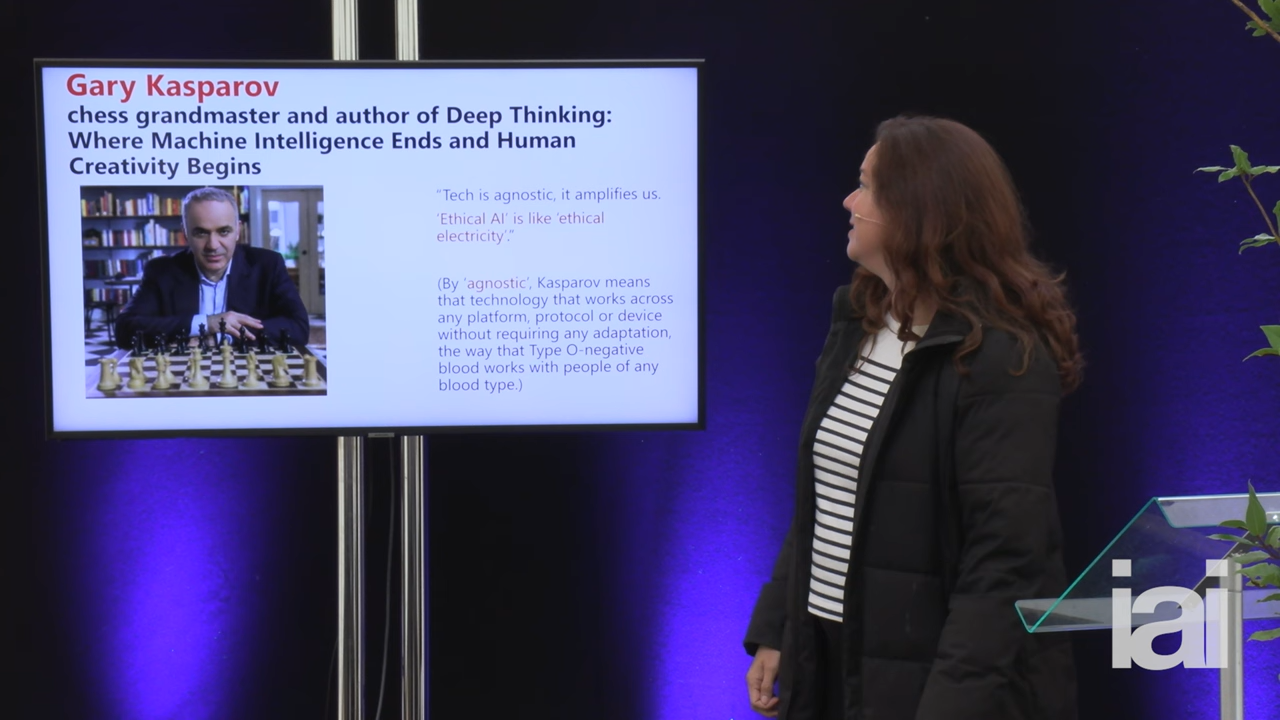 Gary Kasparov
chess grandmaster and author of Deep Thinking:
Where Machine Intelligence Ends and Human
Creativity Begins
“Tech is agnostic, it amplifies us.
‘Ethical AI’ is like ‘ethical
electricity’.”
(By ‘agnostic’, Kasparov means
that technology that works across
any platform, protocol or device
without requiring any adaptation,
the way that Type O-negative
blood works with people of any
blood type.)
iai